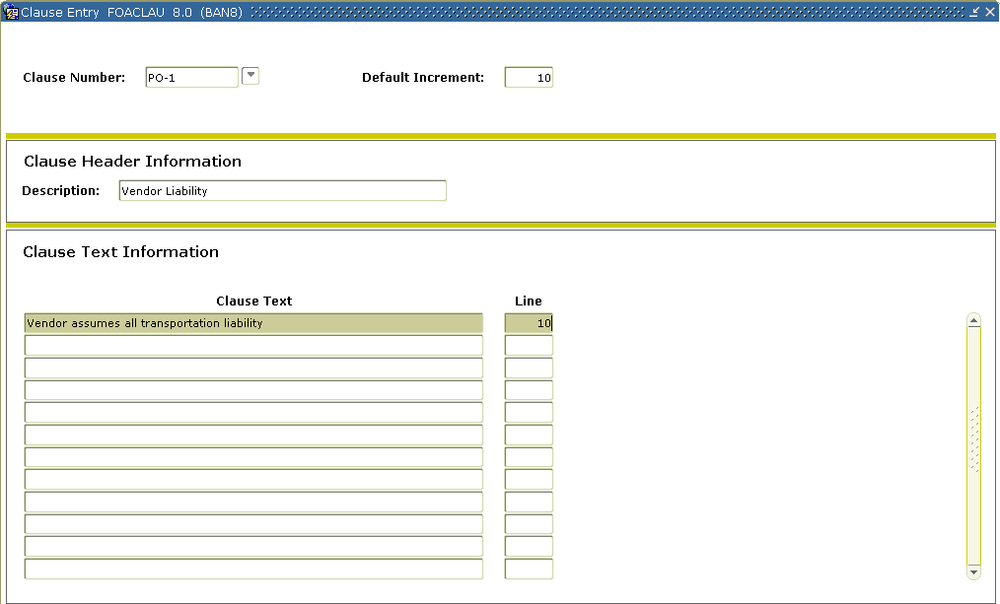 Clause Entry FOACLAU 8.0 (BAN8)
Clause Number: PO-1 Default Increment: 10
Clause Header Information
Description: Vendor Liability
Clause Text Information
Clause Text Line
Vendor assumes all transportation liability 10